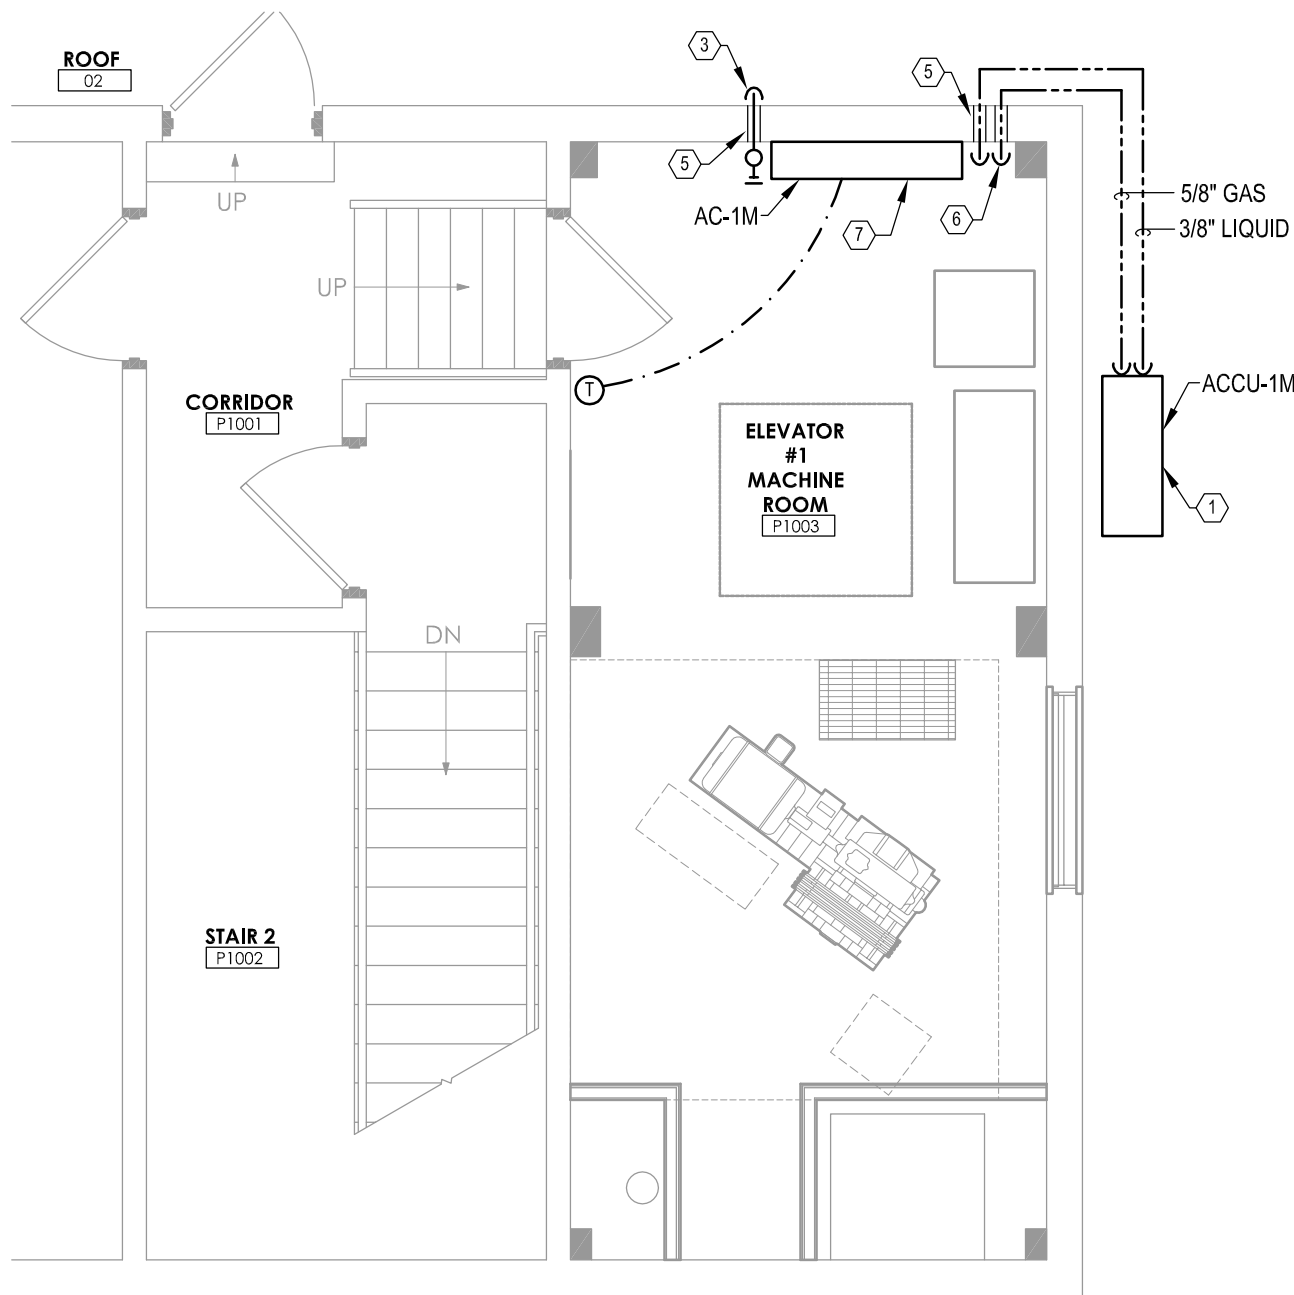 ROOF
02
3
5
5
UP
AC-1M
7
6
5/8" GAS
3/8" LIQUID
UP
T
ACCU-1M
CORRIDOR
P1001
ELEVATOR
#1
MACHINE
ROOM
P1003
1
DN
STAIR 2
P1002